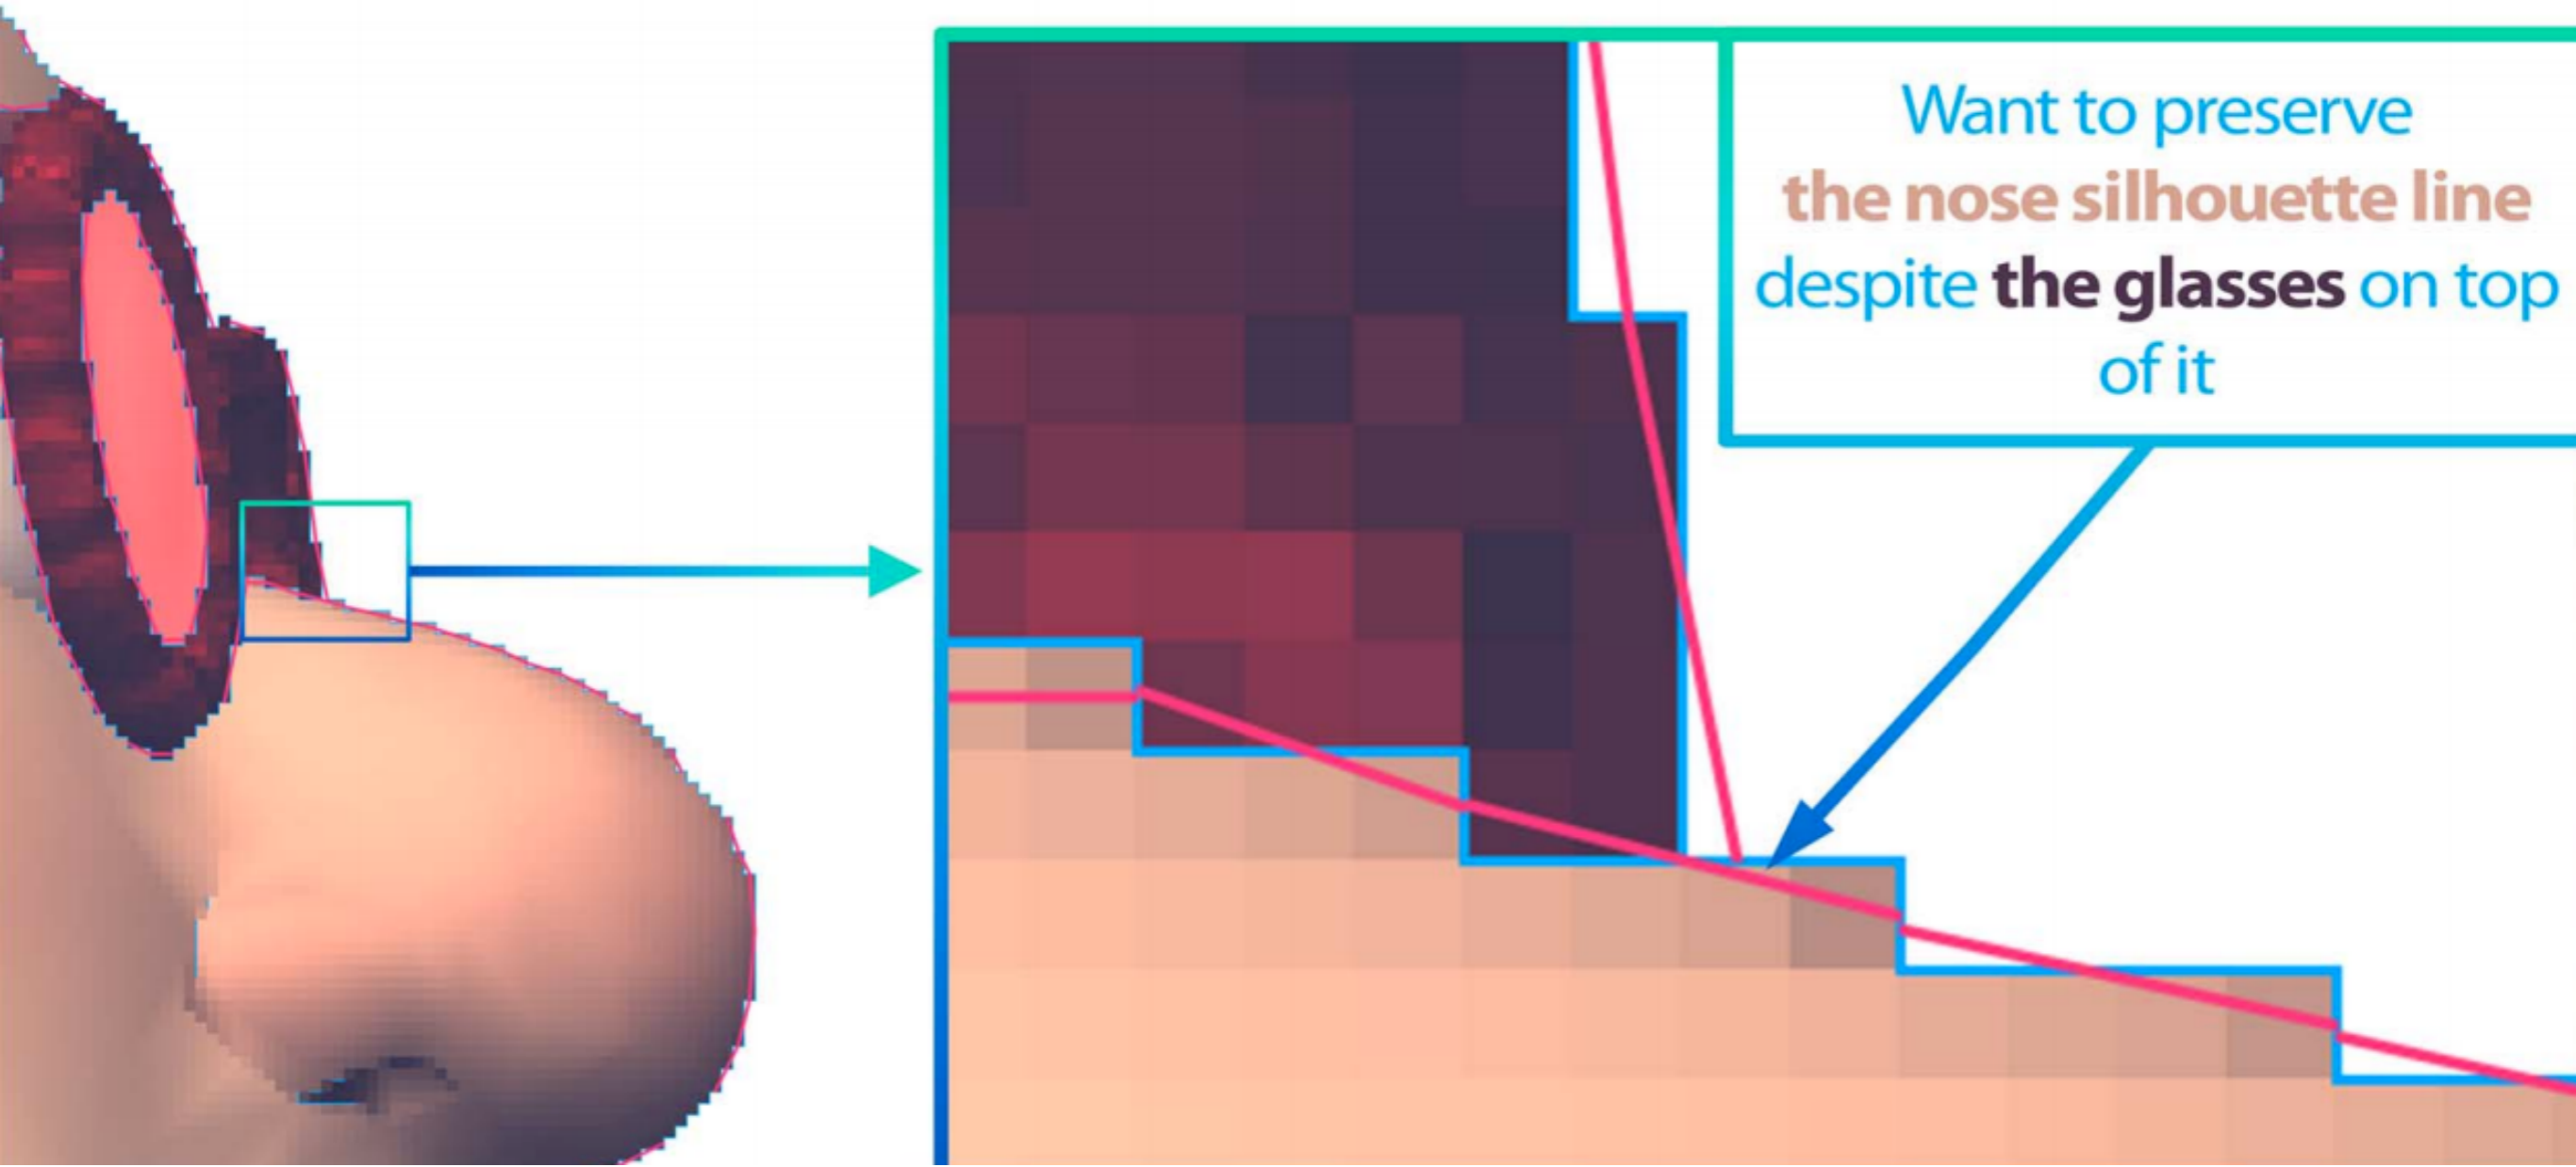 Want to preserve
the nose silhouette line
despite the glasses on top
of it